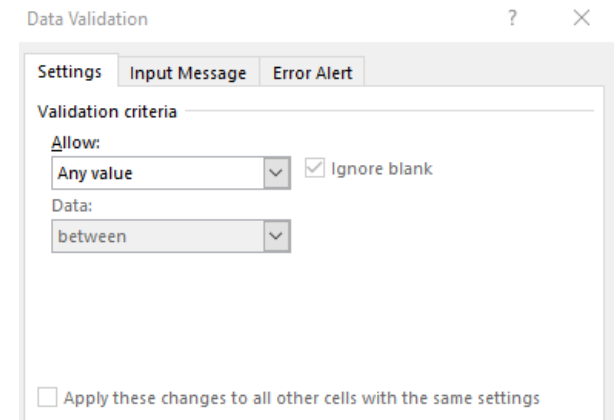 Data Validation ?
Settings Input Message Error Alert
Validation criteria
Allow:
Any value Ignore blank
Data:
between
Apply these changes to all other cells with the same settings